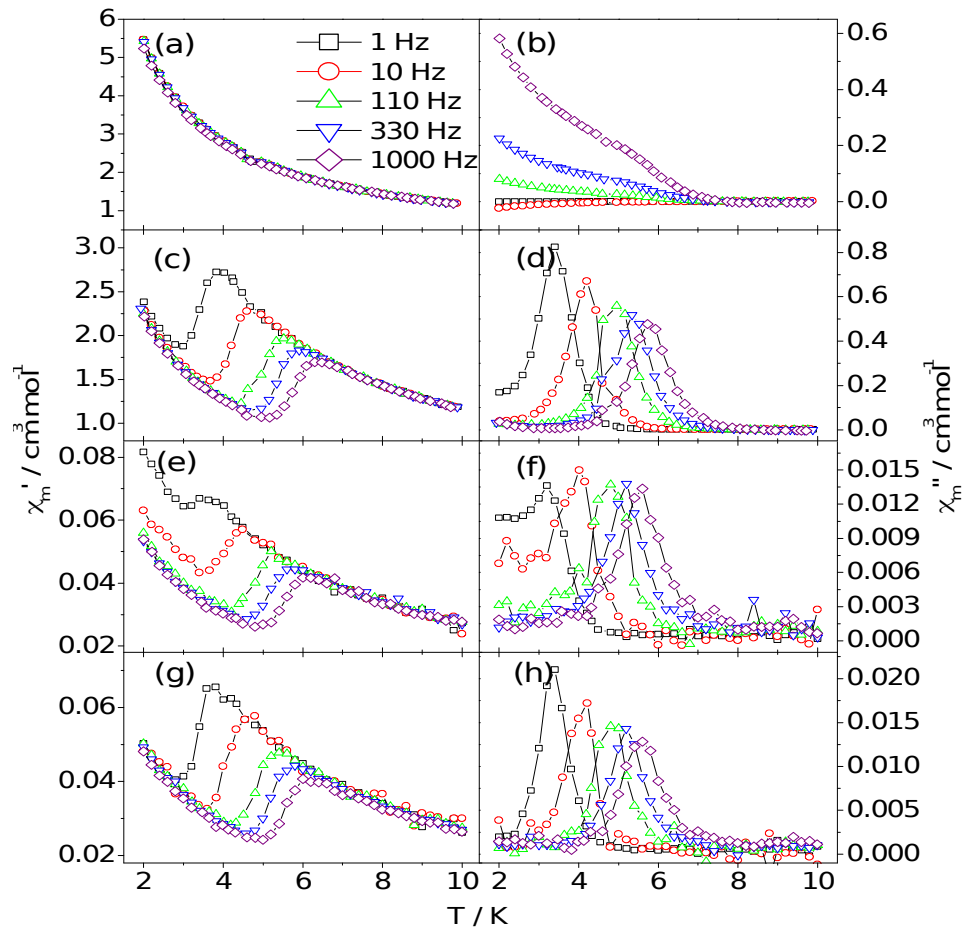 (a)
1 Hz
10 Hz
110 Hz
330 Hz
1000 Hz
6
5
4
3
2
1
(b)
0.6
0.4
0.2
0.0
(c)
3.0
2.5
2.0
1.5
1.0
(d)
0.8
0.6
0.4
0.2
0.0
χm' / cm³mol⁻¹
χm'' / cm³mol⁻¹
(e)
0.08
0.06
0.04
0.02
(f)
0.015
0.012
0.009
0.006
0.003
0.000
(g)
0.06
0.04
0.02
(h)
0.020
0.015
0.010
0.005
0.000
2 4 6 8 10 2 4 6 8 10
T / K